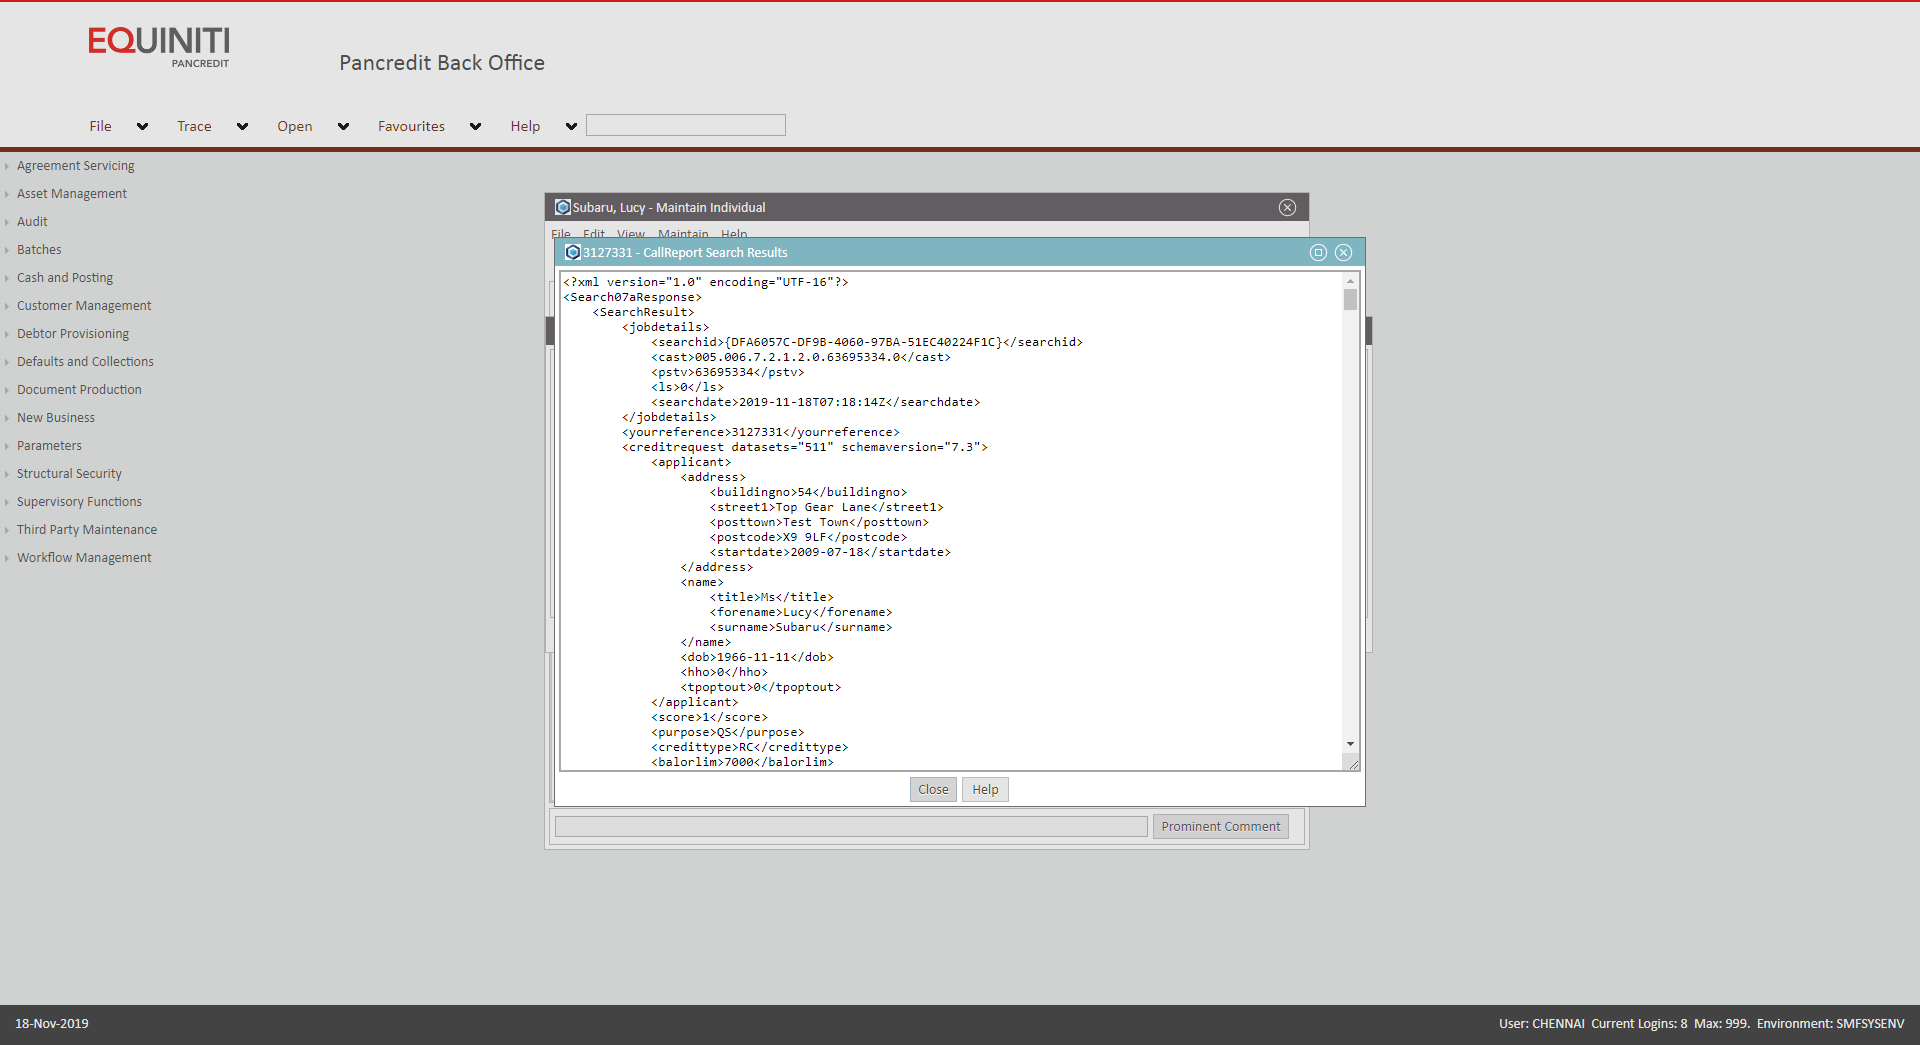 EQUINITI
PANCREDIT
Pancredit Back Office
File Trace Open Favourites Help
Agreement Servicing
Asset Management
Audit
Batches
Cash and Posting
Customer Management
Debtor Provisioning
Defaults and Collections
Document Production
New Business
Parameters
Structural Security
Supervisory Functions
Third Party Maintenance
Workflow Management
Subaru, Lucy - Maintain Individual
File Edit View Maintain Help
3127331 - CallReport Search Results
<?xml version="1.0" encoding="UTF-16"?>
<Search07aResponse>
<SearchResult>
<jobdetails>
<searchid>{DFA6057C-DF9B-4060-97BA-51EC40224F1C}</searchid>
<cast>005.006.7.2.1.2.0.63695334.0</cast>
<pstv>63695334</pstv>
<ls>0</ls>
<searchdate>2019-11-18T07:18:14Z</searchdate>
</jobdetails>
<yourreference>3127331</yourreference>
<creditrequest datasets="511" schemaversion="7.3">
<applicant>
<address>
<buildingno>54</buildingno>
<street1>Top Gear Lane</street1>
<posttown>Test Town</posttown>
<postcode>X9 9LF</postcode>
<startdate>2009-07-18</startdate>
</address>
<name>
<title>Ms</title>
<forename>Lucy</forename>
<surname>Subaru</surname>
</name>
<dob>1966-11-11</dob>
<hho>0</hho>
<tpoptout>0</tpoptout>
</applicant>
<score>1</score>
<purpose>QS</purpose>
<credittype>RC</credittype>
<balorlim>7000</balorlim>
Close Help
Prominent Comment
18-Nov-2019
User: CHENNAI Current Logins: 8 Max: 999. Environment: SMFSYSENV